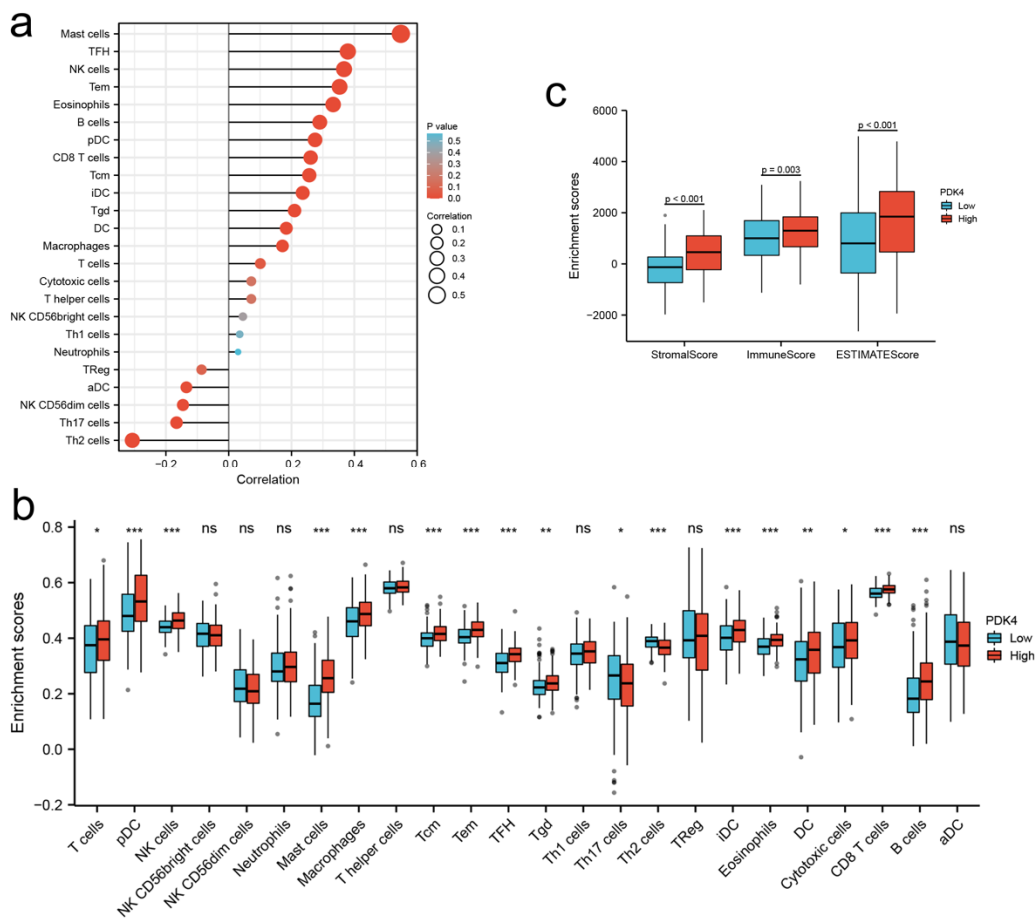 a
Mast cells
TFH
NK cells
Tem
Eosinophils
B cells
pDC
CD8 T cells
Tcm
iDC
Tgd
DC
Macrophages
T cells
Cytotoxic cells
T helper cells
NK CD56bright cells
Th1 cells
Neutrophils
TReg
aDC
NK CD56dim cells
Th17 cells
Th2 cells
−0.2 0.0 0.2 0.4 0.6
Correlation
P value
0.5
0.4
0.3
0.2
0.1
0.0
Correlation
0.1
0.2
0.3
0.4
0.5
c
6000
4000
2000
0
−2000
Enrichment scores
p < 0.001
p = 0.003
p < 0.001
StromalScore ImmuneScore ESTIMATEScore
PDK4
Low
High
b
0.8
0.6
0.4
0.2
0.0
−0.2
Enrichment scores
* *** *** ns ns ns *** *** ns *** *** *** ** ns * *** ns *** *** ** * *** *** ns
T cells
pDC
NK cells
NK CD56bright cells
NK CD56dim cells
Neutrophils
Mast cells
Macrophages
T helper cells
Tcm
Tem
TFH
Tgd
Th1 cells
Th17 cells
Th2 cells
TReg
iDC
Eosinophils
DC
Cytotoxic cells
CD8 T cells
B cells
aDC
PDK4
Low
High